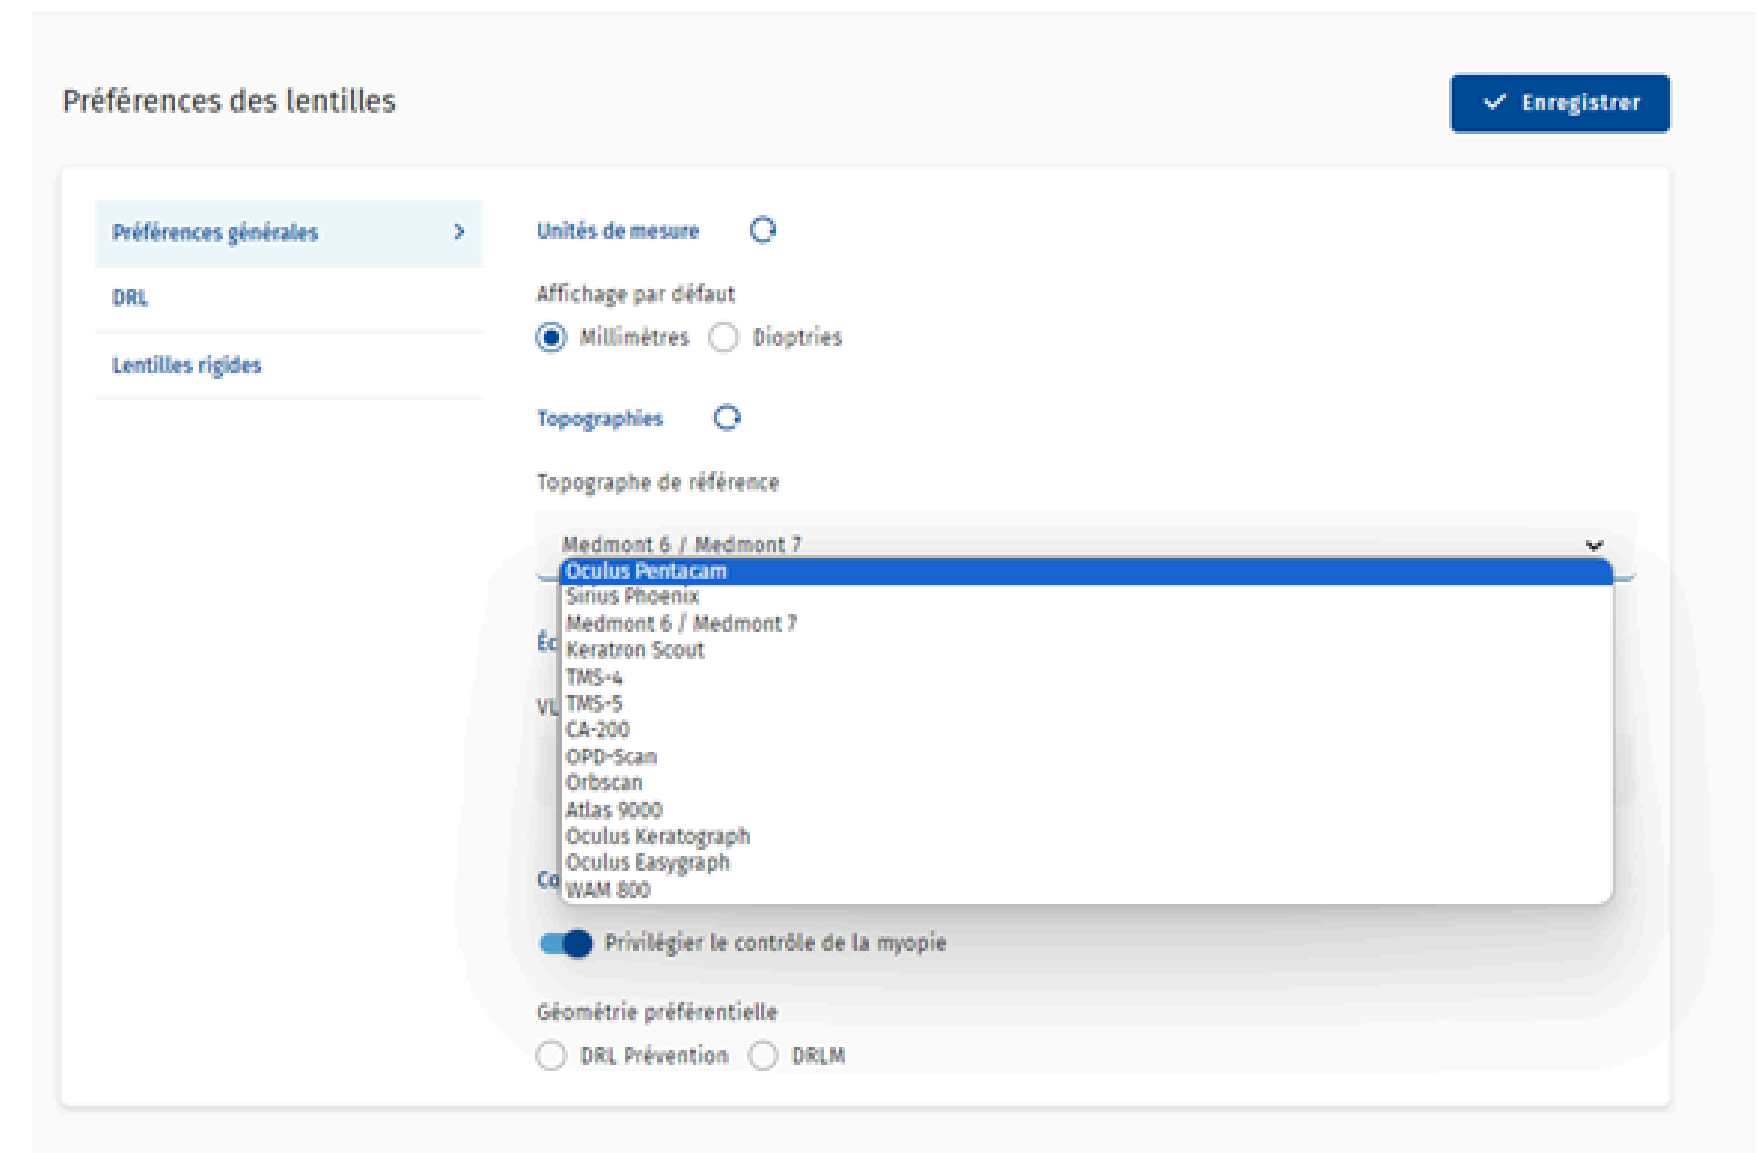 Préférences des lentilles
Enregistrer
Préférences générales
DRL
Lentilles rigides
Unités de mesure
Affichage par défaut
Millimètres Dioptries
Topographies
Topographe de référence
Medmont 6 / Medmont 7
Oculus Pentacam
Sirius Phoenix
Medmont 6 / Medmont 7
Éc
Keratron Scout
TMS-4
VL
TMS-5
CA-200
OPD-Scan
Orbscan
Atlas 9000
Oculus Keratograph
Oculus Easygraph
Co
WAM 800
Privilégier le contrôle de la myopie
Géométrie préférentielle
DRL Prévention DRLM